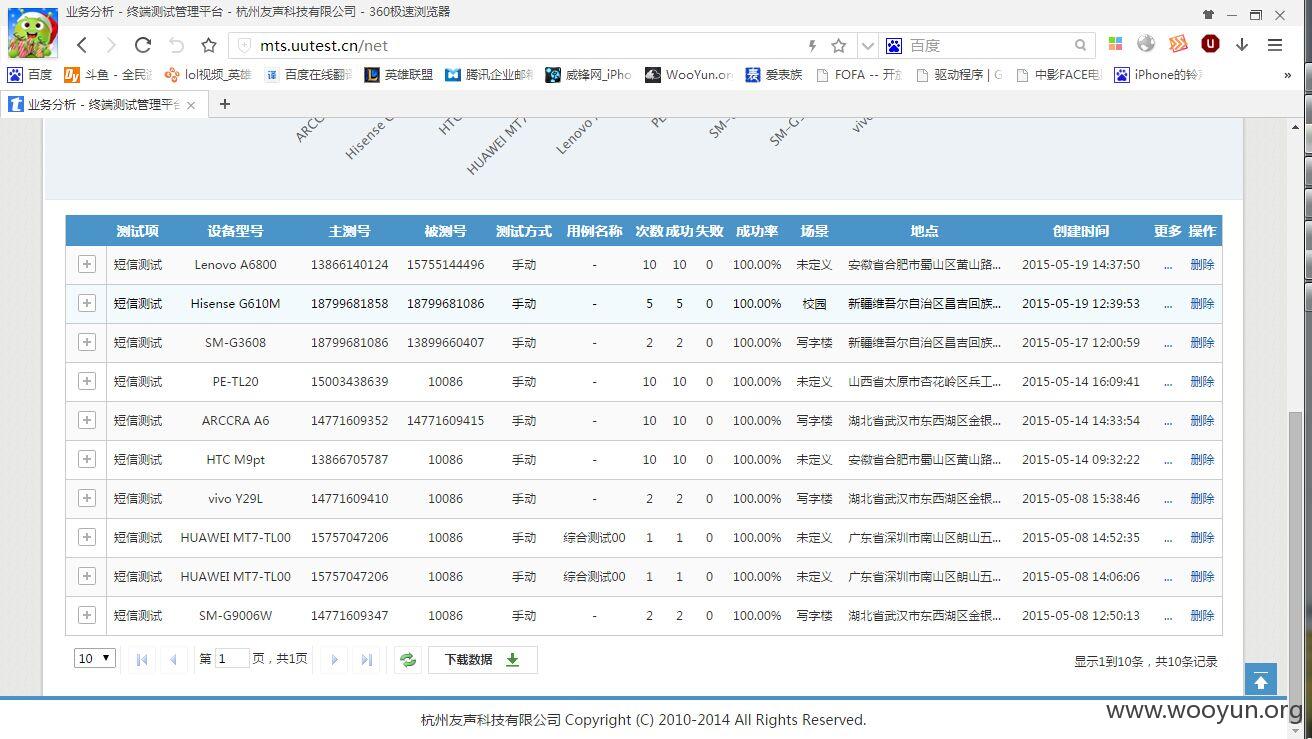 业务分析 - 终端测试管理平台 - 杭州友声科技有限公司 - 360极速浏览器
mts.uutest.cn/net
百度
百度 斗鱼 - 全民 lol视频_英雄 百度在线翻 英雄联盟 腾讯企业邮 威锋网_iPho WooYun.or 爱表族 FOFA -- 开 驱动程序 | G 中影FACE电 iPhone的铃
业务分析 - 终端测试管理平台
ARCC Hisense G HTC HUAWEI MT7 Lenovo PE SM-G SM-G3 vivo
测试项 设备型号 主测号 被测号 测试方式 用例名称 次数 成功 失败 成功率 场景 地点 创建时间 更多 操作
短信测试 Lenovo A6800 13866140124 15755144496 手动 - 10 10 0 100.00% 未定义 安徽省合肥市蜀山区黄山路... 2015-05-19 14:37:50 ... 删除
短信测试 Hisense G610M 18799681858 18799681086 手动 - 5 5 0 100.00% 校园 新疆维吾尔自治区昌吉回族... 2015-05-19 12:39:53 ... 删除
短信测试 SM-G3608 18799681086 13899660407 手动 - 2 2 0 100.00% 写字楼 新疆维吾尔自治区昌吉回族... 2015-05-17 12:00:59 ... 删除
短信测试 PE-TL20 15003438639 10086 手动 - 10 10 0 100.00% 未定义 山西省太原市杏花岭区兵工... 2015-05-14 16:09:41 ... 删除
短信测试 ARCCRA A6 14771609352 14771609415 手动 - 10 10 0 100.00% 写字楼 湖北省武汉市东西湖区金银... 2015-05-14 14:33:54 ... 删除
短信测试 HTC M9pt 13866705787 10086 手动 - 10 10 0 100.00% 未定义 安徽省合肥市蜀山区黄山路... 2015-05-14 09:32:22 ... 删除
短信测试 vivo Y29L 14771609410 10086 手动 - 2 2 0 100.00% 写字楼 湖北省武汉市东西湖区金银... 2015-05-08 15:38:46 ... 删除
短信测试 HUAWEI MT7-TL00 15757047206 10086 手动 综合测试00 1 1 0 100.00% 未定义 广东省深圳市南山区朗山五... 2015-05-08 14:52:35 ... 删除
短信测试 HUAWEI MT7-TL00 15757047206 10086 手动 综合测试00 1 1 0 100.00% 未定义 广东省深圳市南山区朗山五... 2015-05-08 14:06:06 ... 删除
短信测试 SM-G9006W 14771609347 10086 手动 - 2 2 0 100.00% 写字楼 湖北省武汉市东西湖区金银... 2015-05-08 12:50:13 ... 删除
10 第 1 页，共1页 下载数据 显示1到10条，共10条记录
杭州友声科技有限公司 Copyright (C) 2010-2014 All Rights Reserved.
www.wooyun.org